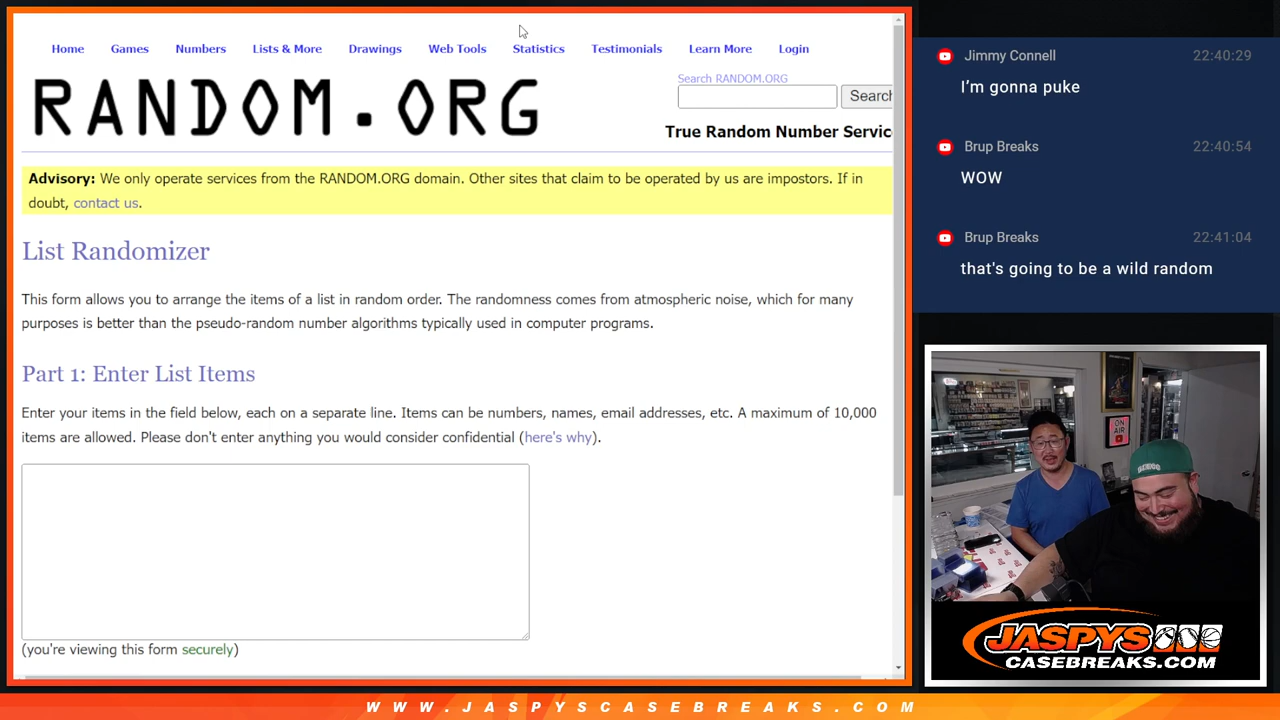 Home Games Numbers Lists & More Drawings Web Tools Statistics Testimonials Learn More Login
RANDOM.ORG
Search RANDOM.ORG
Search
True Random Number Servic
Advisory: We only operate services from the RANDOM.ORG domain. Other sites that claim to be operated by us are impostors. If in
doubt, contact us.
List Randomizer
This form allows you to arrange the items of a list in random order. The randomness comes from atmospheric noise, which for many
purposes is better than the pseudo-random number algorithms typically used in computer programs.
Part 1: Enter List Items
Enter your items in the field below, each on a separate line. Items can be numbers, names, email addresses, etc. A maximum of 10,000
items are allowed. Please don't enter anything you would consider confidential (here's why).
(you're viewing this form securely)
Jimmy Connell 22:40:29
I'm gonna puke
Brup Breaks 22:40:54
WOW
Brup Breaks 22:41:04
that's going to be a wild random
ON
AIR
JASPYS
CASEBREAKS.COM
WWW.JASPYSCASEBREAKS.COM